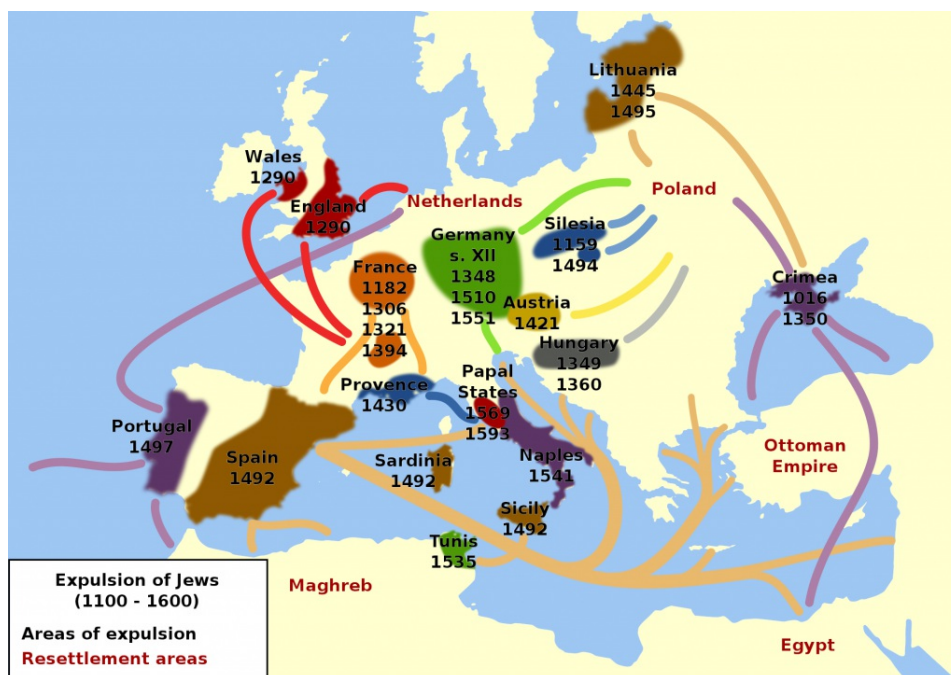 Lithuania
1445
1495
Wales
1290
England
1290
Netherlands
Poland
Germany
s. XII
1348
1510
1551
Silesia
1159
1494
France
1182
1306
1321
1394
Austria
1421
Crimea
1016
1350
Hungary
1349
1360
Provence
1430
Papal
States
1569
1593
Portugal
1497
Spain
1492
Sardinia
1492
Naples
1541
Ottoman
Empire
Sicily
1492
Tunis
1535
Maghreb
Egypt
Expulsion of Jews
(1100 - 1600)
Areas of expulsion
Resettlement areas